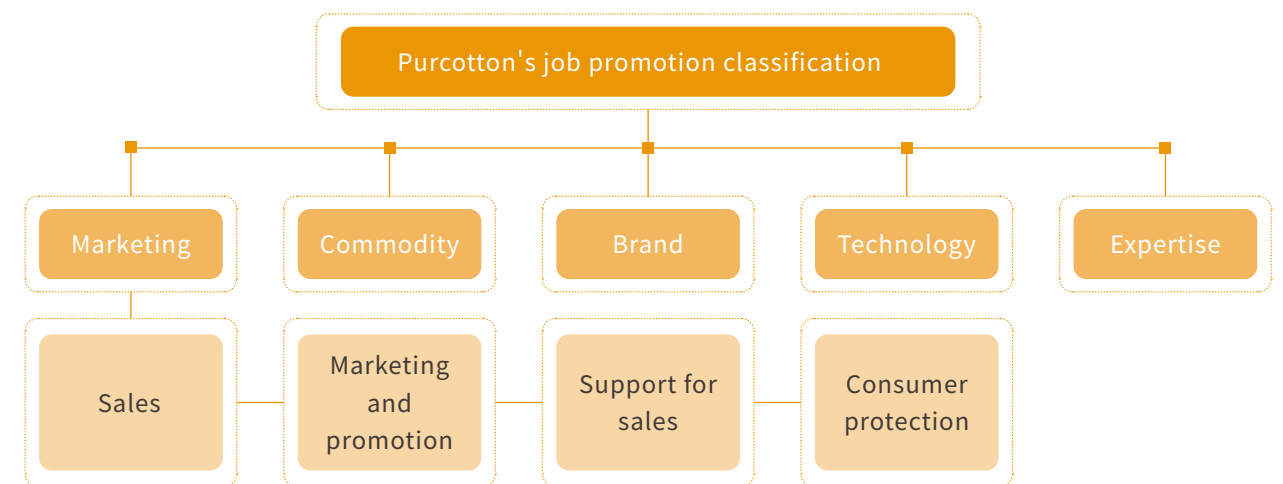 Purcotton's job promotion classification
Marketing
Commodity
Brand
Technology
Expertise
Sales
Marketing
and
promotion
Support for
sales
Consumer
protection